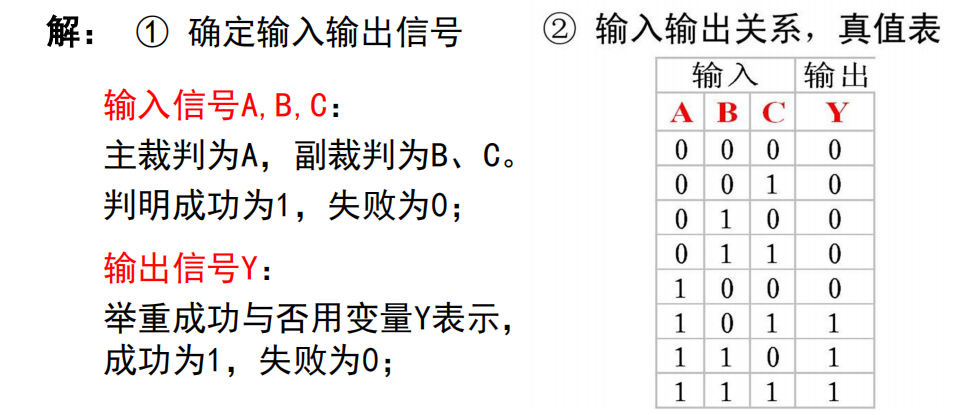 解： ① 确定输入输出信号
输入信号A,B,C：
主裁判为A，副裁判为B、C。
判明成功为1，失败为0；
输出信号Y：
举重成功与否用变量Y表示，
成功为1，失败为0；
② 输入输出关系，真值表
输入 输出
A B C Y
0 0 0 0
0 0 1 0
0 1 0 0
0 1 1 0
1 0 0 0
1 0 1 1
1 1 0 1
1 1 1 1